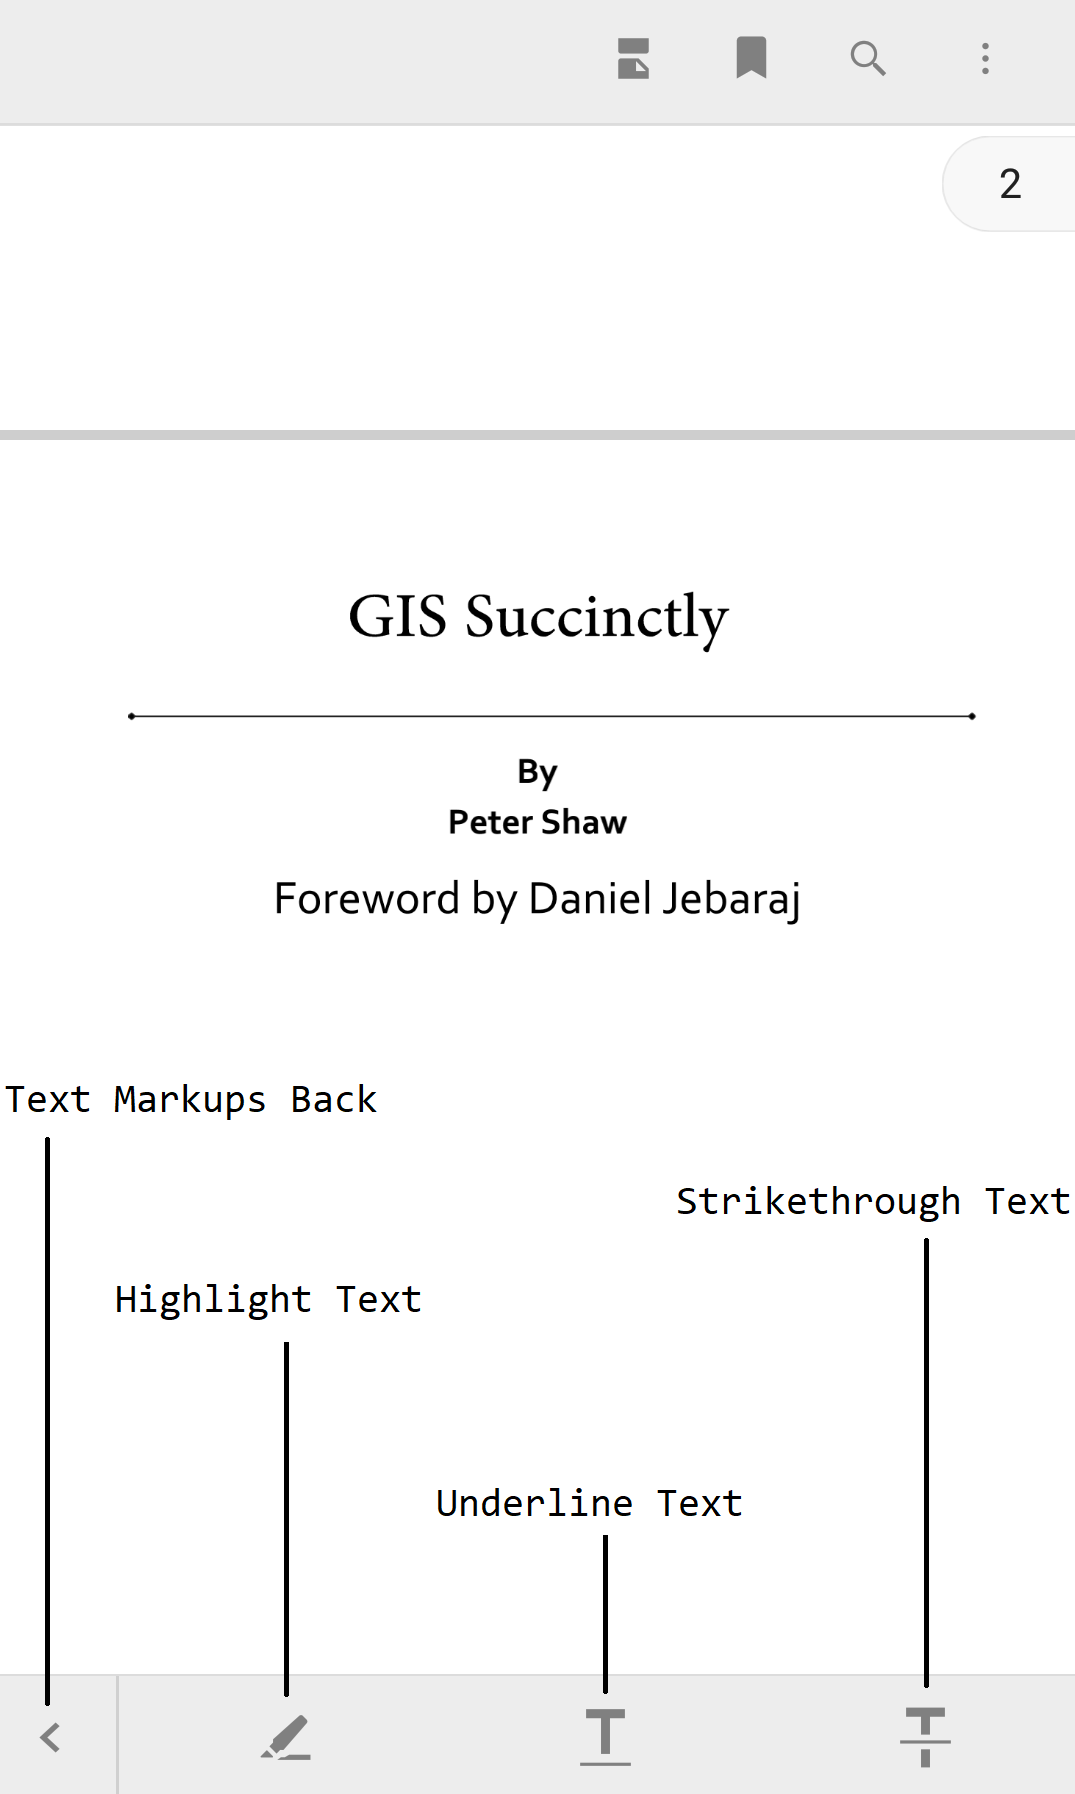 2
GIS Succinctly
By
Peter Shaw
Foreword by Daniel Jebaraj
Text Markups Back
Strikethrough Text
Highlight Text
Underline Text